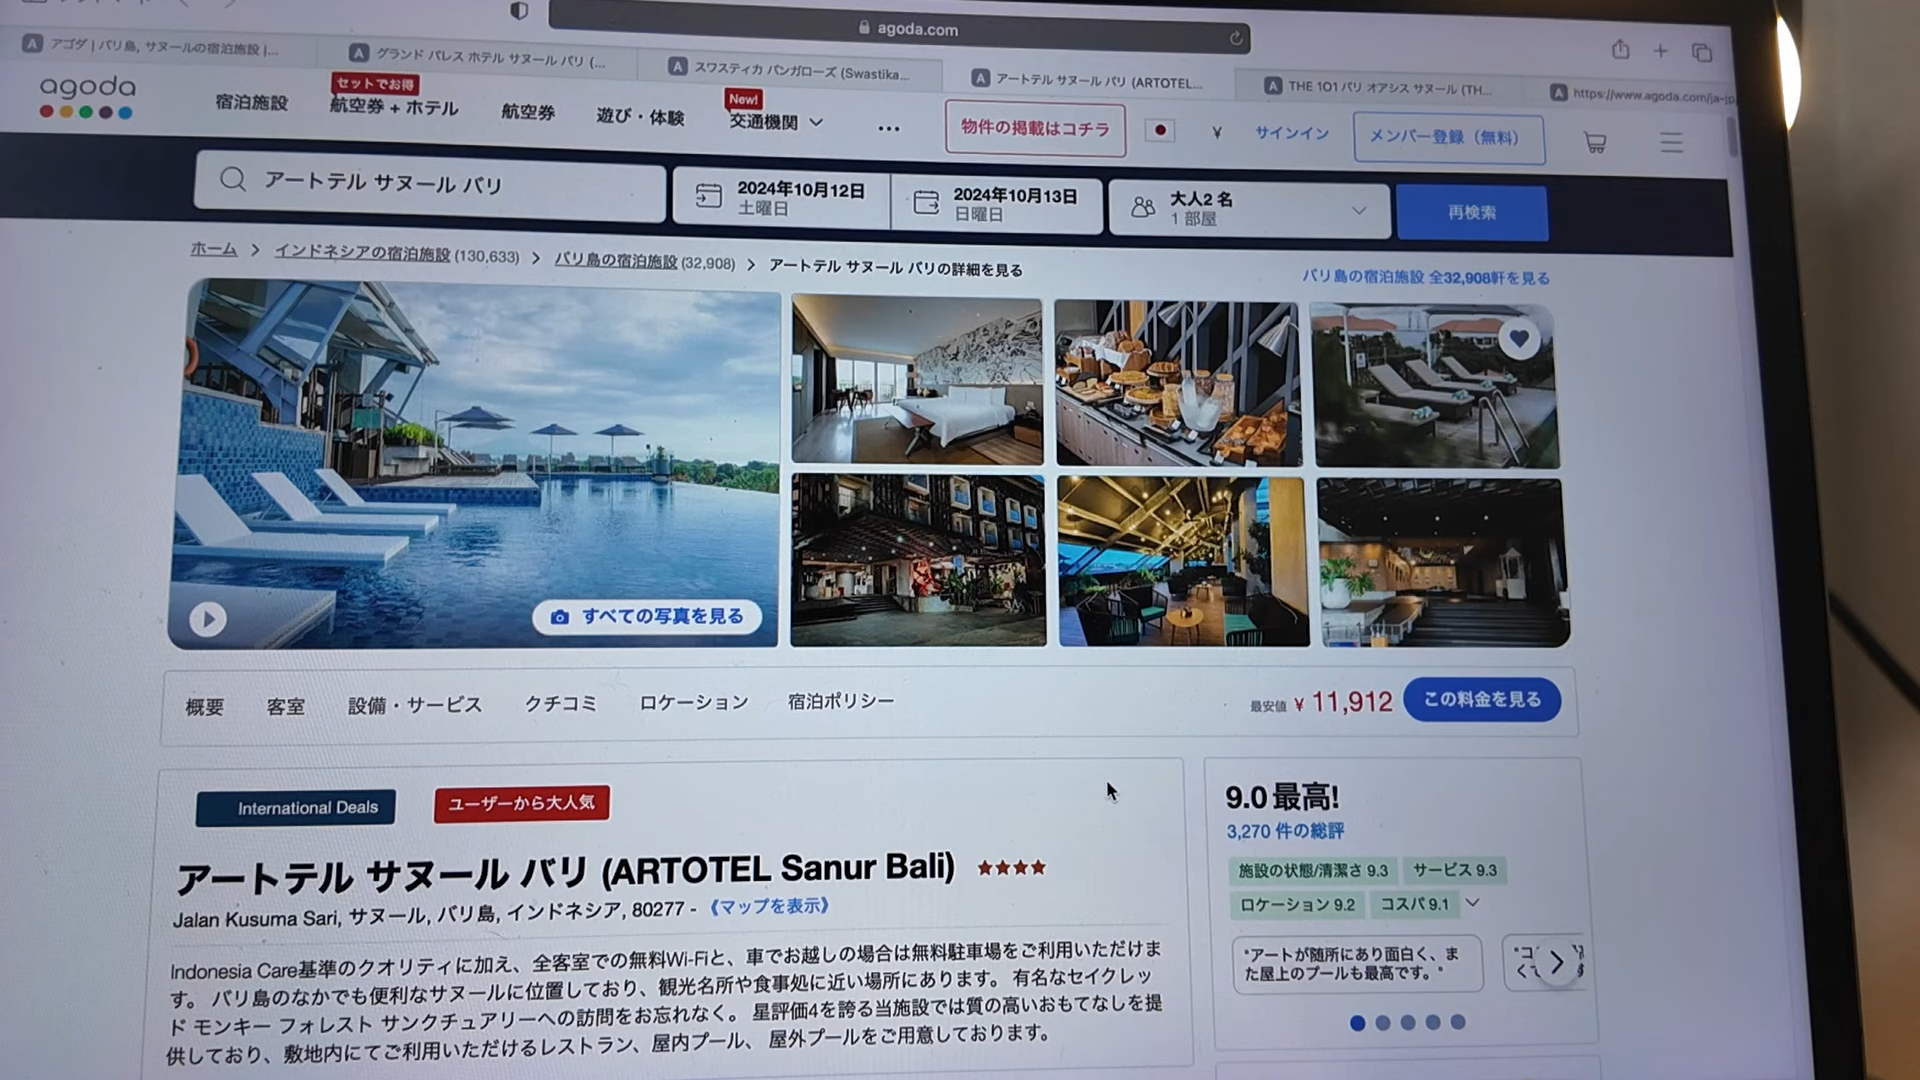 agoda.com
アゴダ | バリ島, サヌールの宿泊施設 |...
グランド パレス ホテル サヌール バリ (...
スワスティカ バンガローズ (Swastika...
アートテル サヌール バリ (ARTOTEL...
THE 1O1 バリ オアシス サヌール (TH...
https://www.agoda.com/ja-jp
agoda
宿泊施設
セットでお得
航空券 + ホテル
航空券
遊び・体験
New!
交通機関
...
物件の掲載はコチラ
¥
サインイン
メンバー登録（無料）
アートテル サヌール バリ
2024年10月12日
土曜日
2024年10月13日
日曜日
大人2 名
1 部屋
再検索
ホーム > インドネシアの宿泊施設 (130,633) > バリ島の宿泊施設 (32,908) > アートテル サヌール バリの詳細を見る
バリ島の宿泊施設 全32,908軒を見る
すべての写真を見る
概要 客室 設備・サービス クチコミ ロケーション 宿泊ポリシー
最安値 ¥ 11,912
この料金を見る
International Deals
ユーザーから大人気
アートテル サヌール バリ (ARTOTEL Sanur Bali) ★★★★
Jalan Kusuma Sari, サヌール, バリ島, インドネシア, 80277 - 《マップを表示》
Indonesia Care基準のクオリティに加え、全客室での無料Wi-Fiと、車でお越しの場合は無料駐車場をご利用いただけま
す。 バリ島のなかでも便利なサヌールに位置しており、観光名所や食事処に近い場所にあります。 有名なセイクレッ
ド モンキー フォレスト サンクチュアリーへの訪問をお忘れなく。 星評価4を誇る当施設では質の高いおもてなしを提
供しており、敷地内にてご利用いただけるレストラン、屋内プール、 屋外プールをご用意しております。
9.0 最高!
3,270 件の総評
施設の状態/清潔さ 9.3
サービス 9.3
ロケーション 9.2
コスパ 9.1
"アートが随所にあり面白く、ま
た屋上のプールも最高です。"
"コ
く